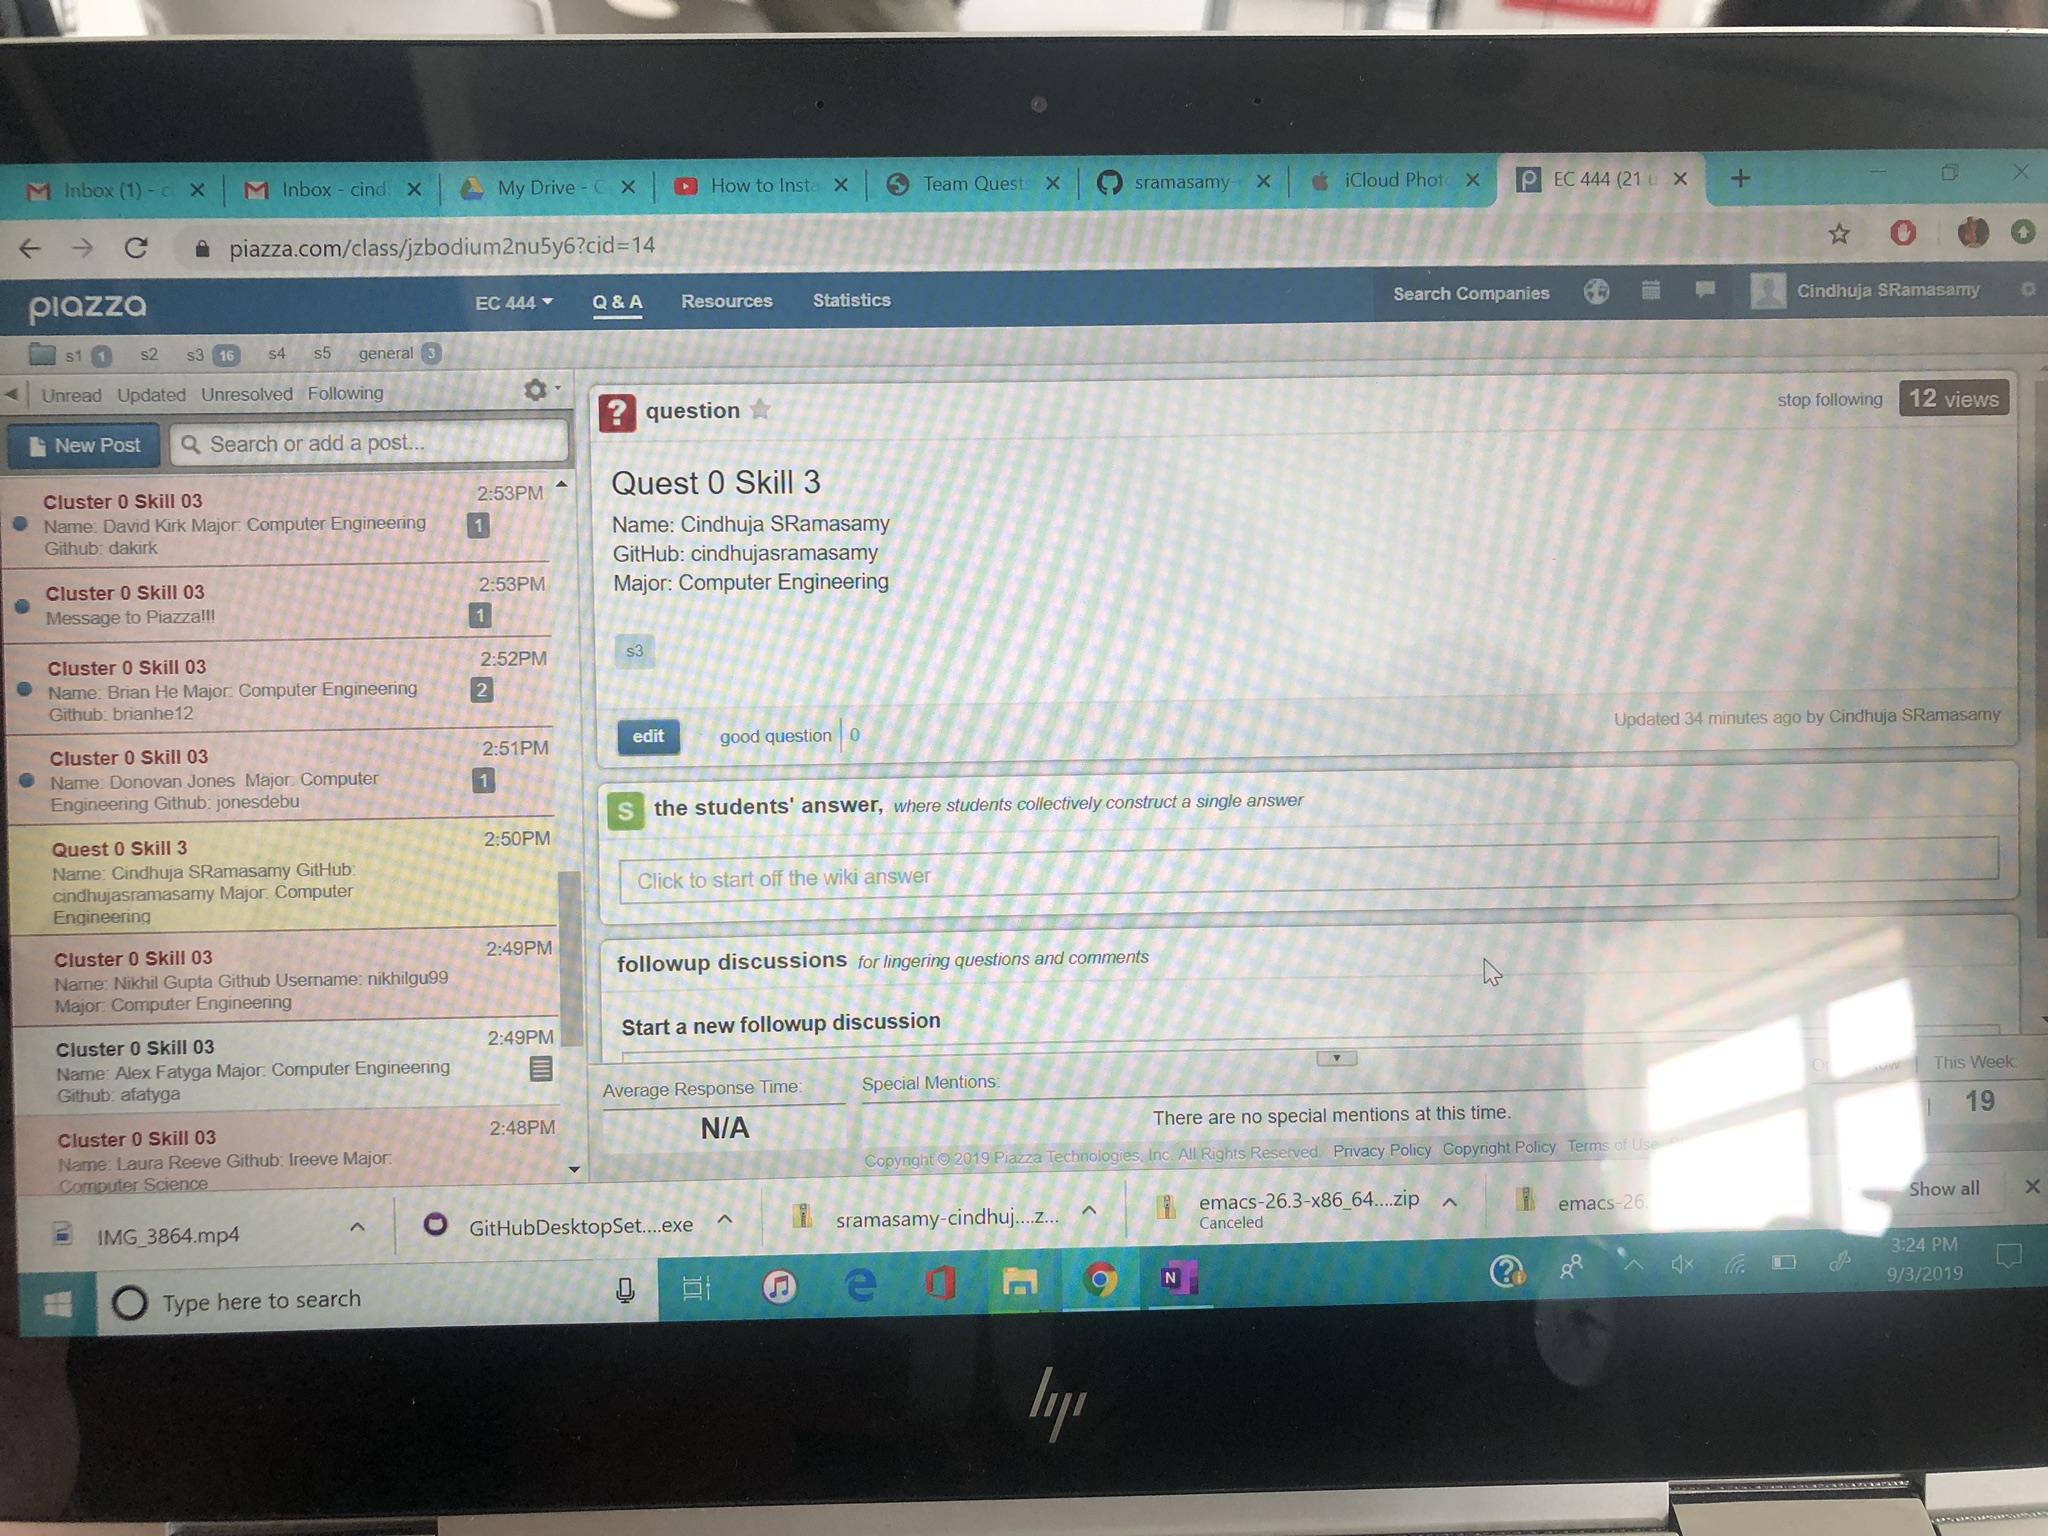 Inbox (1) - c
Inbox - cind
My Drive - C
How to Insta
Team Quest
sramasamy-
iCloud Phot
EC 444 (21 u
piazza.com/class/jzbodium2nu5y6?cid=14
piazza
EC 444
Q & A
Resources
Statistics
Search Companies
Cindhuja SRamasamy
s1 1 s2 s3 16 s4 s5 general 3
Unread Updated Unresolved Following
New Post
Search or add a post...
Cluster 0 Skill 03 2:53PM
Name: David Kirk Major: Computer Engineering 1
Github: dakirk
Cluster 0 Skill 03 2:53PM
Message to Piazza!!! 1
Cluster 0 Skill 03 2:52PM
Name: Brian He Major: Computer Engineering 2
Github: brianhe12
Cluster 0 Skill 03 2:51PM
Name: Donovan Jones Major: Computer 1
Engineering Github: jonesdebu
Quest 0 Skill 3 2:50PM
Name: Cindhuja SRamasamy GitHub:
cindhujasramasamy Major: Computer
Engineering
Cluster 0 Skill 03 2:49PM
Name: Nikhil Gupta Github Username: nikhilgu99
Major: Computer Engineering
Cluster 0 Skill 03 2:49PM
Name: Alex Fatyga Major: Computer Engineering
Github: afatyga
Cluster 0 Skill 03 2:48PM
Name: Laura Reeve Github: lreeve Major:
Computer Science
? question
stop following
12 views
Quest 0 Skill 3
Name: Cindhuja SRamasamy
GitHub: cindhujasramasamy
Major: Computer Engineering
s3
edit
good question 0
Updated 34 minutes ago by Cindhuja SRamasamy
S the students' answer, where students collectively construct a single answer
Click to start off the wiki answer
followup discussions for lingering questions and comments
Start a new followup discussion
Average Response Time:
N/A
Special Mentions:
There are no special mentions at this time.
This Week:
19
Copyright © 2019 Piazza Technologies, Inc. All Rights Reserved. Privacy Policy Copyright Policy Terms of Use
IMG_3864.mp4
GitHubDesktopSet....exe
sramasamy-cindhuj....z...
emacs-26.3-x86_64....zip
Canceled
emacs-26.
Show all
Type here to search
3:24 PM
9/3/2019
hp